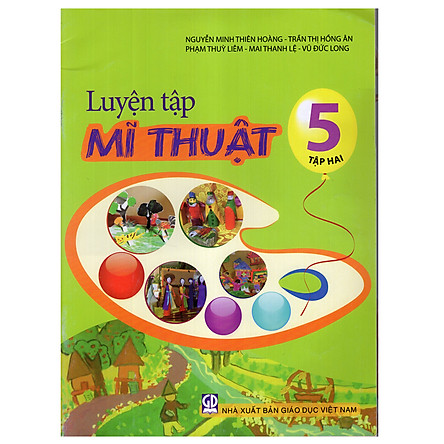 NGUYỄN MINH THIÊN HOÀNG - TRẦN THỊ HỒNG ÂN
PHẠM THUÝ LIÊM - MAI THANH LỆ - VŨ ĐỨC LONG
Luyện tập
MĨ THUẬT
5
TẬP HAI
NHÀ XUẤT BẢN GIÁO DỤC VIỆT NAM